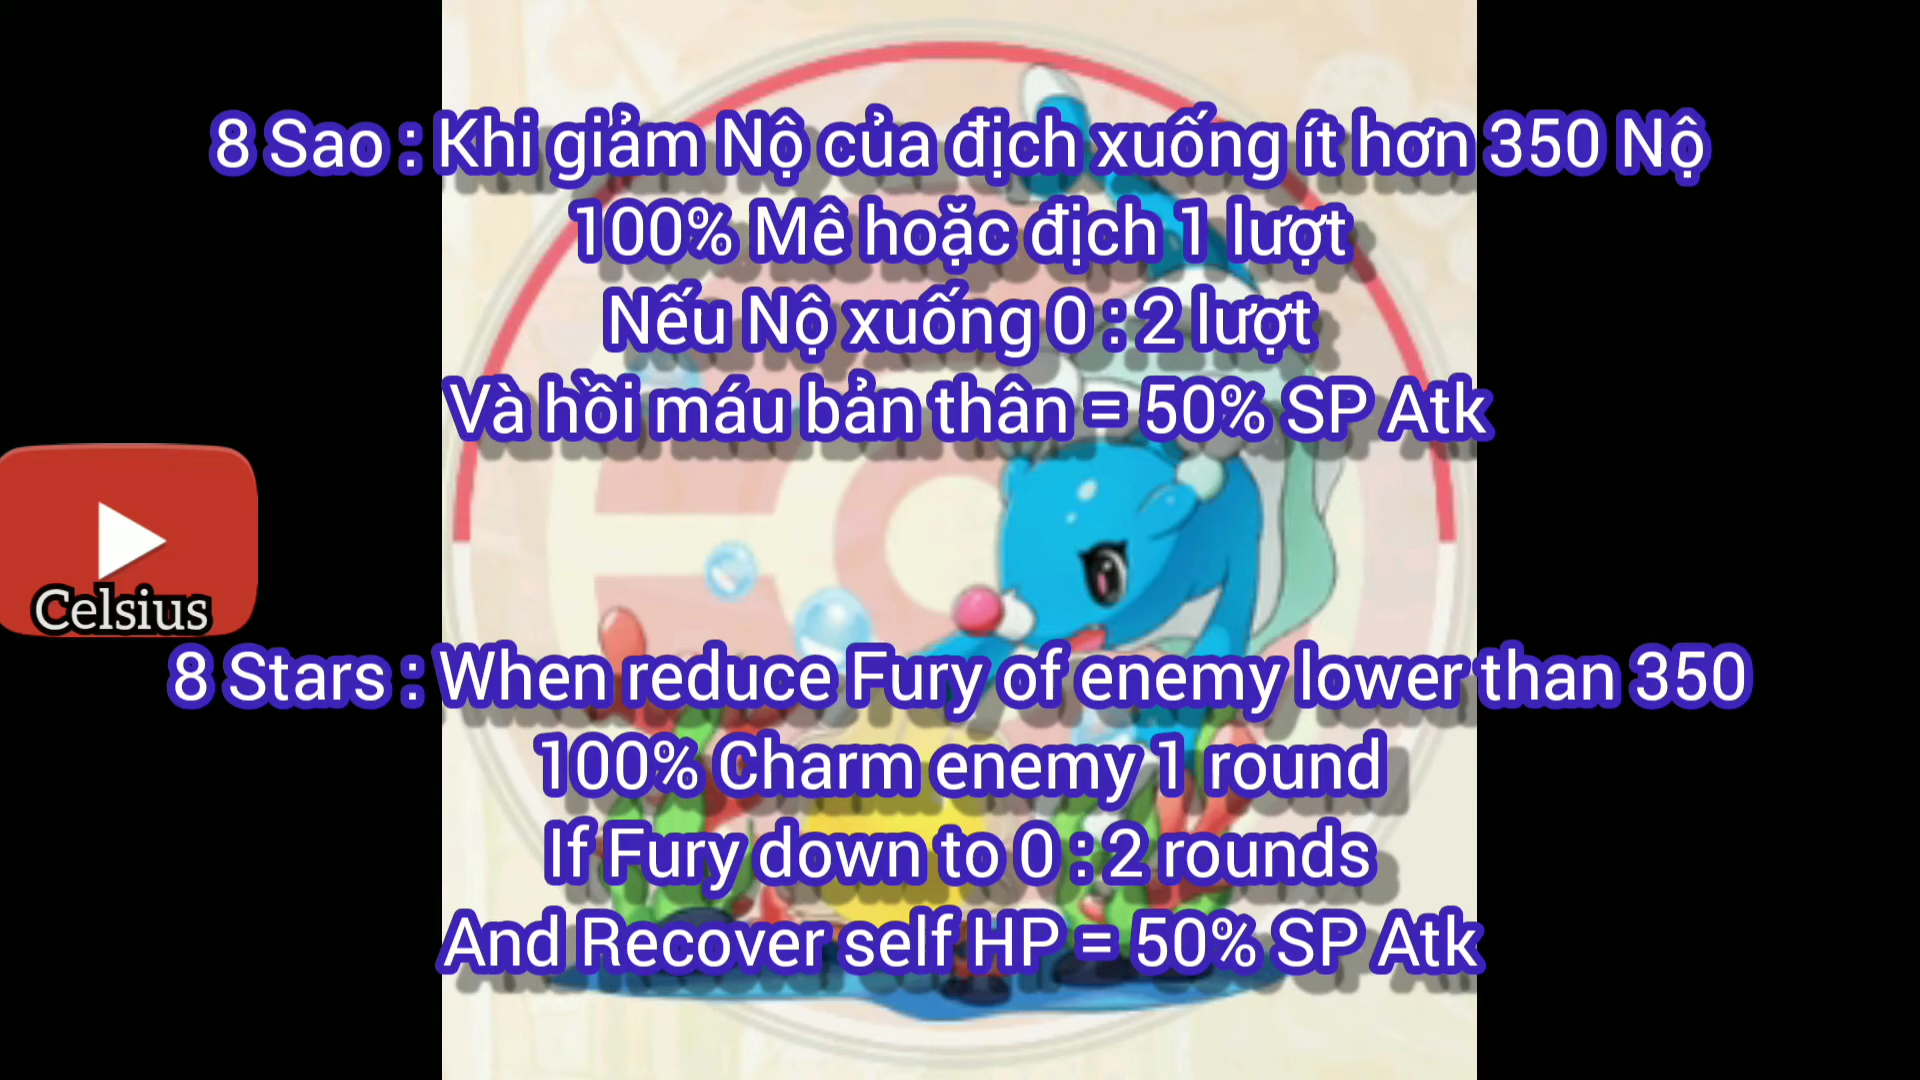 8 Sao : Khi giảm Nộ của địch xuống ít hơn 350 Nộ
100% Mê hoặc địch 1 lượt
Nếu Nộ xuống 0 : 2 lượt
Và hồi máu bản thân = 50% SP Atk
Celsius
8 Stars : When reduce Fury of enemy lower than 350
100% Charm enemy 1 round
If Fury down to 0 : 2 rounds
And Recover self HP = 50% SP Atk